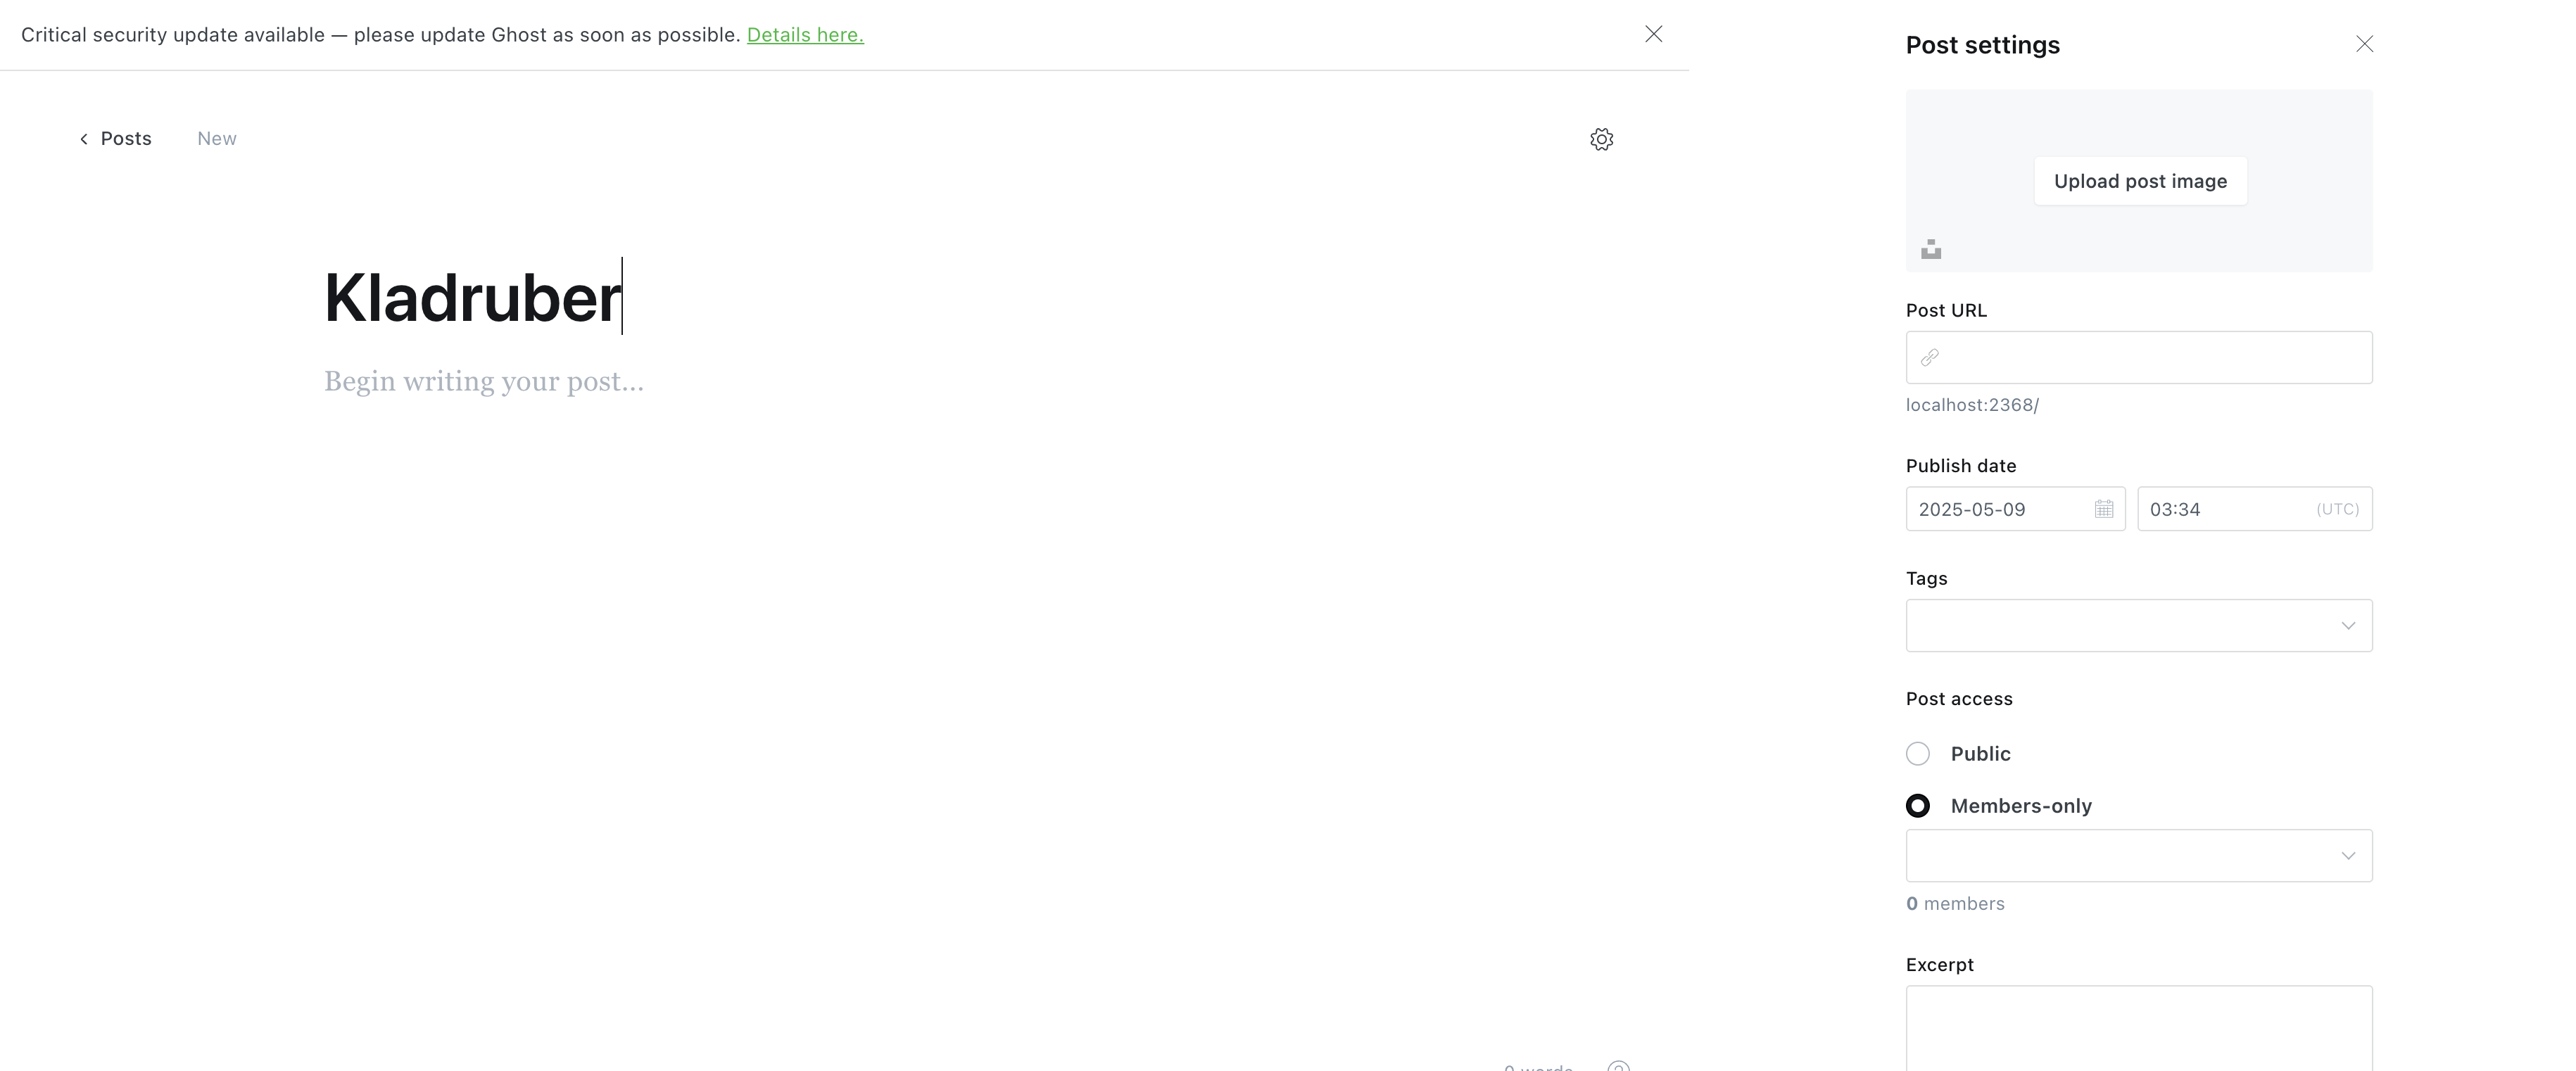 Critical security update available — please update Ghost as soon as possible. Details here.
Posts
New
Kladruber
Begin writing your post...
0 words
Post settings
Upload post image
Post URL
localhost:2368/
Publish date
2025-05-09
03:34
(UTC)
Tags
Post access
Public
Members-only
0 members
Excerpt